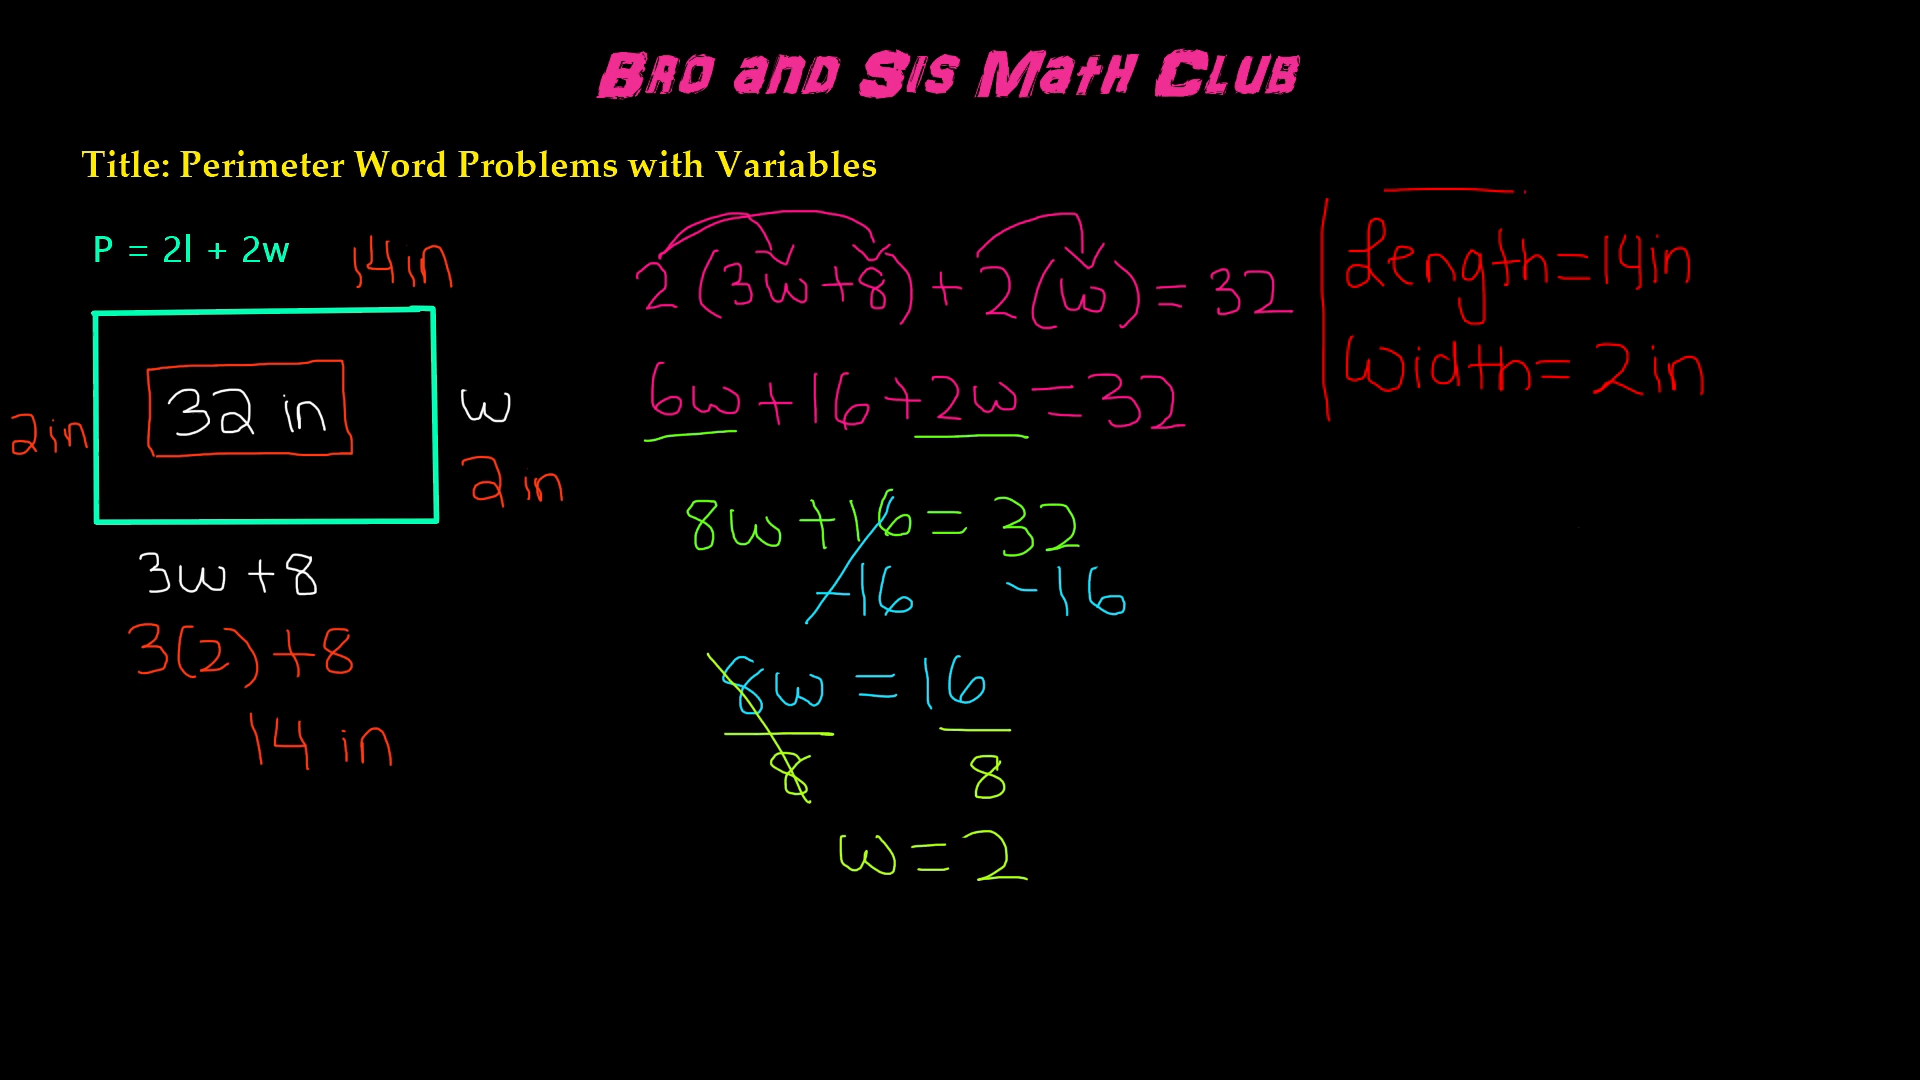 Bro and Sis Math Club
Title: Perimeter Word Problems with Variables
P = 2l + 2w
14in
32 in
2in
w
2in
3w+8
3(2)+8
14 in
2(3w+8)+2(w)=32
6w+16+2w=32
8w+16=32
-16 -16
8w=16
8 8
w=2
Length=14in
Width=2in